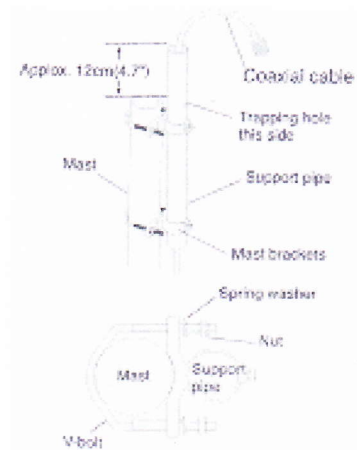 Approx. 12cm(4.7")
Coaxial cable
Trapping hole
this side
Mast
Support pipe
Mast brackets
Spring washer
Nut
Mast
Support
pipe
V-bolt